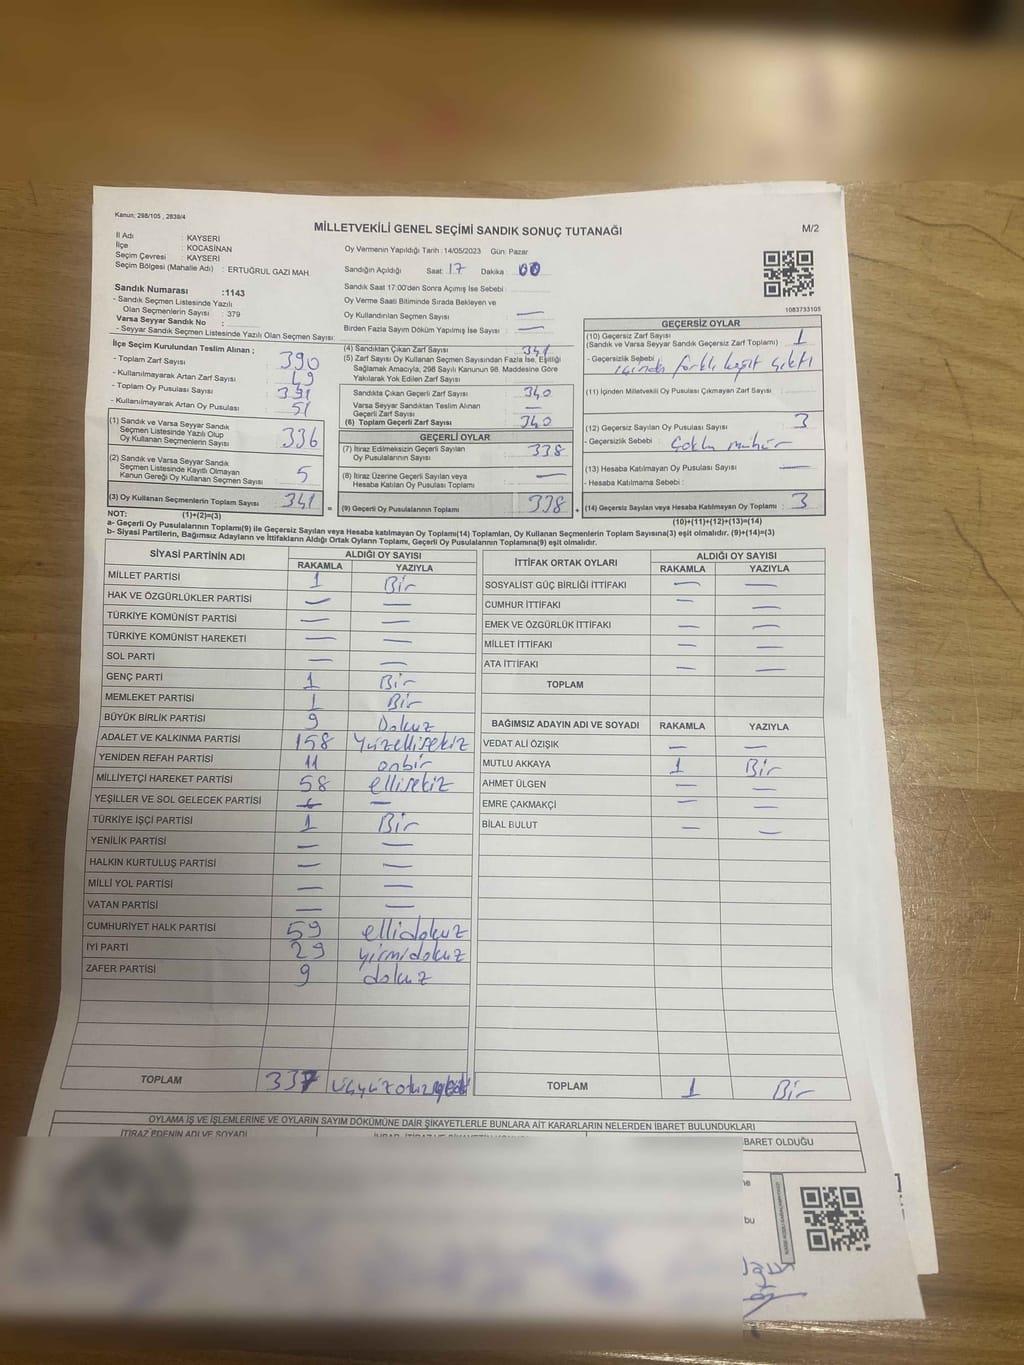 Kanun: 298/105 , 2839/4
MİLLETVEKİLİ GENEL SEÇİMİ SANDIK SONUÇ TUTANAĞI
M/2
İl Adı : KAYSERİ
İlçe : KOCASİNAN
Seçim Çevresi : KAYSERİ
Seçim Bölgesi (Mahalle Adı) : ERTUĞRUL GAZI MAH.
Sandık Numarası :1143
- Sandık Seçmen Listesinde Yazılı
Olan Seçmenlerin Sayısı : 379
Varsa Seyyar Sandık No :
- Seyyar Sandık Seçmen Listesinde Yazılı Olan Seçmen Sayısı:
Oy Vermenin Yapıldığı Tarih :14/05/2023 Gün: Pazar
Sandığın Açıldığı Saat: 17 Dakika : 00
Sandık Saat 17:00'den Sonra Açımış İse Sebebi :
Oy Verme Saati Bitiminde Sırada Bekleyen ve
Oy Kullandırılan Seçmen Sayısı : —
Birden Fazla Sayım Döküm Yapılmış İse Sayısı : —
1083733105
İlçe Seçim Kurulundan Teslim Alınan ;
- Toplam Zarf Sayısı : 390
- Kullanılmayarak Artan Zarf Sayısı : 49
- Toplam Oy Pusulası Sayısı : 391
- Kullanılmayarak Artan Oy Pusulası : 51
(1) Sandık ve Varsa Seyyar Sandık
Seçmen Listesinde Yazılı Olup
Oy Kullanan Seçmenlerin Sayısı : 336
(2) Sandık ve Varsa Seyyar Sandık
Seçmen Listesinde Kayıtlı Olmayan
Kanun Gereği Oy Kullanan Seçmen Sayısı : 5
(3) Oy Kullanan Seçmenlerin Toplam Sayısı : 341
(4) Sandıktan Çıkan Zarf Sayısı : 341
(5) Zarf Sayısı Oy Kullanan Seçmen Sayısından Fazla İse, Eşitliği
Sağlamak Amacıyla, 298 Sayılı Kanunun 98. Maddesine Göre
Yakılarak Yok Edilen Zarf Sayısı :
Sandıkta Çıkan Geçerli Zarf Sayısı : 340
Varsa Seyyar Sandıktan Teslim Alınan
Geçerli Zarf Sayısı : —
(6) Toplam Geçerli Zarf Sayısı : 340
GEÇERLİ OYLAR
(7) İtiraz Edilmeksizin Geçerli Sayılan
Oy Pusulalarının Sayısı : 338
(8) İtiraz Üzerine Geçerli Sayılan veya
Hesaba Katılan Oy Pusulası Toplamı : —
= (9) Geçerli Oy Pusulalarının Toplamı : 338 +
GEÇERSİZ OYLAR
(10) Geçersiz Zarf Sayısı : 1
(Sandık ve Varsa Seyyar Sandık Geçersiz Zarf Toplamı)
- Geçersizlik Sebebi : içinden farklı kağıt çıktı
(11) İçinden Milletvekili Oy Pusulası Çıkmayan Zarf Sayısı :
(12) Geçersiz Sayılan Oy Pusulası Sayısı : 3
- Geçersizlik Sebebi : Çoklu mühür
(13) Hesaba Katılmayan Oy Pusulası Sayısı : —
- Hesaba Katılmama Sebebi :
(14) Geçersiz Sayılan veya Hesaba Katılmayan Oy Toplamı : 3
NOT: (1)+(2)=(3)
(10)+(11)+(12)+(13)=(14)
a- Geçerli Oy Pusulalarının Toplamı(9) ile Geçersiz Sayılan veya Hesaba katılmayan Oy Toplamı(14) Toplamları, Oy Kullanan Seçmenlerin Toplam Sayısına(3) eşit olmalıdır. (9)+(14)=(3)
b- Siyasi Partilerin, Bağımsız Adayların ve İttifakların Aldığı Ortak Oyların Toplamı, Geçerli Oy Pusulalarının Toplamına(9) eşit olmalıdır.
SİYASİ PARTİNİN ADI ALDIĞI OY SAYISI
RAKAMLA YAZIYLA
MİLLET PARTİSİ 1 Bir
HAK VE ÖZGÜRLÜKLER PARTİSİ — —
TÜRKİYE KOMÜNİST PARTİSİ — —
TÜRKİYE KOMÜNİST HAREKETİ — —
SOL PARTİ — —
GENÇ PARTİ 1 Bir
MEMLEKET PARTİSİ 1 Bir
BÜYÜK BİRLİK PARTİSİ 9 Dokuz
ADALET VE KALKINMA PARTİSİ 158 Yüzellisekiz
YENİDEN REFAH PARTİSİ 11 onbir
MİLLİYETÇİ HAREKET PARTİSİ 58 ellisekiz
YEŞİLLER VE SOL GELECEK PARTİSİ — —
TÜRKİYE İŞÇİ PARTİSİ 1 Bir
YENİLİK PARTİSİ — —
HALKIN KURTULUŞ PARTİSİ — —
MİLLİ YOL PARTİSİ — —
VATAN PARTİSİ — —
CUMHURİYET HALK PARTİSİ 59 ellidokuz
İYİ PARTİ 29 yirmidokuz
ZAFER PARTİSİ 9 dokuz
TOPLAM 337
İTTİFAK ORTAK OYLARI ALDIĞI OY SAYISI
RAKAMLA YAZIYLA
SOSYALİST GÜÇ BİRLİĞİ İTTİFAKI — —
CUMHUR İTTİFAKI — —
EMEK VE ÖZGÜRLÜK İTTİFAKI — —
MİLLET İTTİFAKI — —
ATA İTTİFAKI — —
TOPLAM
BAĞIMSIZ ADAYIN ADI VE SOYADI RAKAMLA YAZIYLA
VEDAT ALİ ÖZIŞIK — —
MUTLU AKKAYA 1 Bir
AHMET ÜLGEN — —
EMRE ÇAKMAKÇİ — —
BİLAL BULUT — —
TOPLAM 1 Bir
OYLAMA İŞ VE İŞLEMLERİNE VE OYLARIN SAYIM DÖKÜMÜNE DAİR ŞİKAYETLERLE BUNLARA AİT KARARLARIN NELERDEN İBARET BULUNDUKLARI
İTİRAZ EDENİN ADI VE SOYADI
BARET OLDUĞU
bu